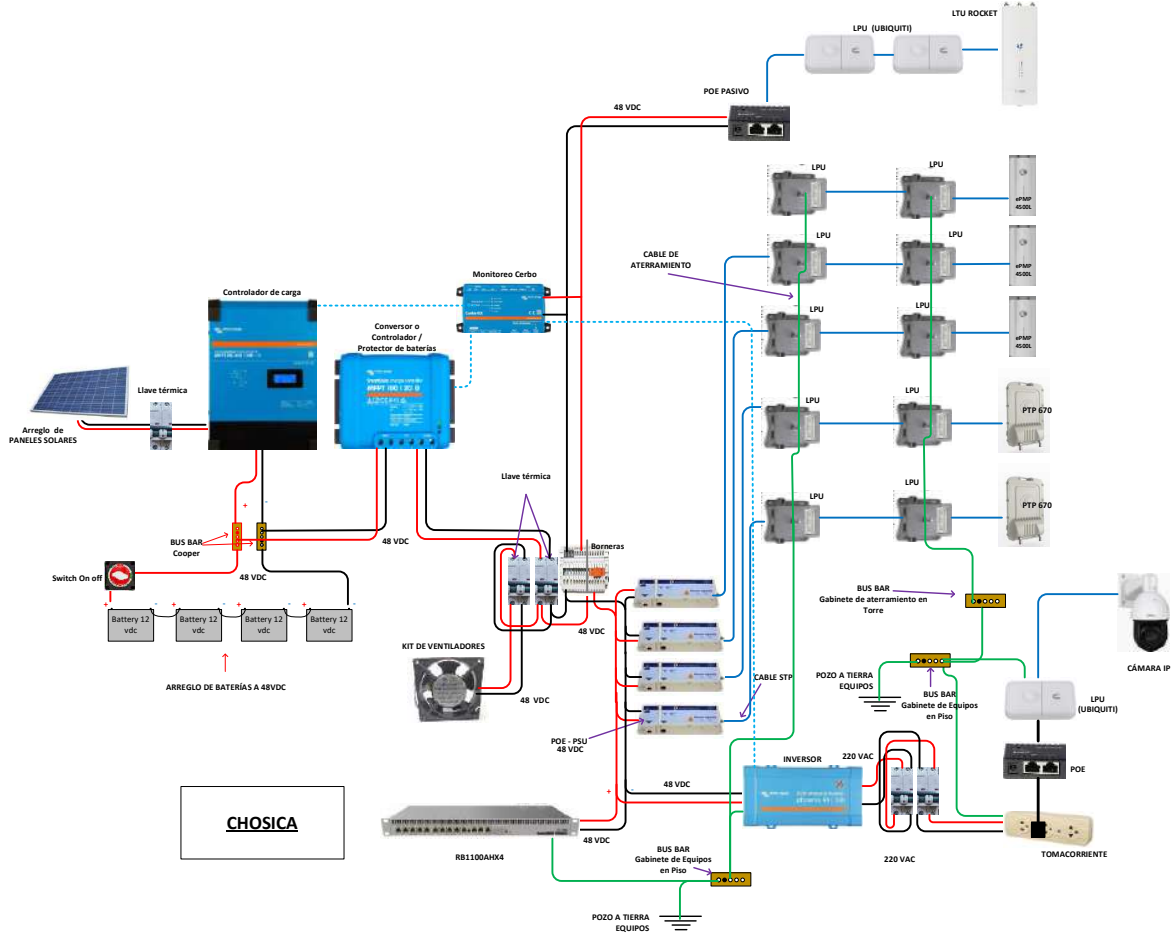 LTU ROCKET
LPU  (UBIQUITI)
POE PASIVO
48 VDC
LPU
LPU
ePMP
4500L
LPU
LPU
ePMP
4500L
CABLE DE
ATERRAMIENTO
Monitoreo Cerbo
Controlador de carga
LPU
LPU
ePMP
4500L
Conversor o
Controlador /
Protector de baterías
Llave térmica
Arreglo  de
PANELES SOLARES
LPU
LPU
PTP 670
LPU
LPU
PTP 670
Llave térmica
+
-
BUS BAR
Cooper
48 VDC
Borneras
Switch On off
48 VDC
+
-
+
-
+
-
+
-
Battery 12
vdc
Battery 12
vdc
Battery 12
vdc
Battery 12
vdc
ARREGLO DE BATERÍAS A 48VDC
48 VDC
BUS BAR
Gabinete de aterramiento en
Torre
KIT DE VENTILADORES
48  VDC
CABLE STP
POE - PSU
48 VDC
CÁMARA IP
POZO A TIERRA
EQUIPOS
BUS BAR
Gabinete de Equipos
en Piso
LPU
(UBIQUITI)
INVERSOR
220 VAC
POE
48 VDC
+
-
CHOSICA
RB1100AHX4
48 VDC
+
-
BUS BAR
Gabinete de Equipos
en Piso
220 VAC
TOMACORRIENTE
POZO A TIERRA
EQUIPOS